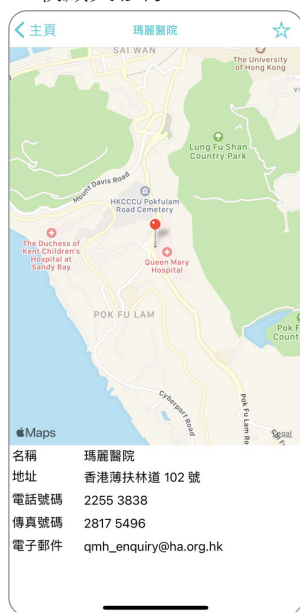 主頁
瑪麗醫院
SAI WAN
The University
of Hong Kong
Lung Fu Shan
Country Park
Mount Davis Road
HKCCCU Pokfulam
Road Cemetery
The Duchess of
Kent Children's
Hospital at
Sandy Bay
Queen Mary
Hospital
POK FU LAM
Pok F
Count
Cyberport Road
Pok Fu Lam Ro
Maps
Legal
名稱 瑪麗醫院
地址 香港薄扶林道 102 號
電話號碼 2255 3838
傳真號碼 2817 5496
電子郵件 qmh_enquiry@ha.org.hk